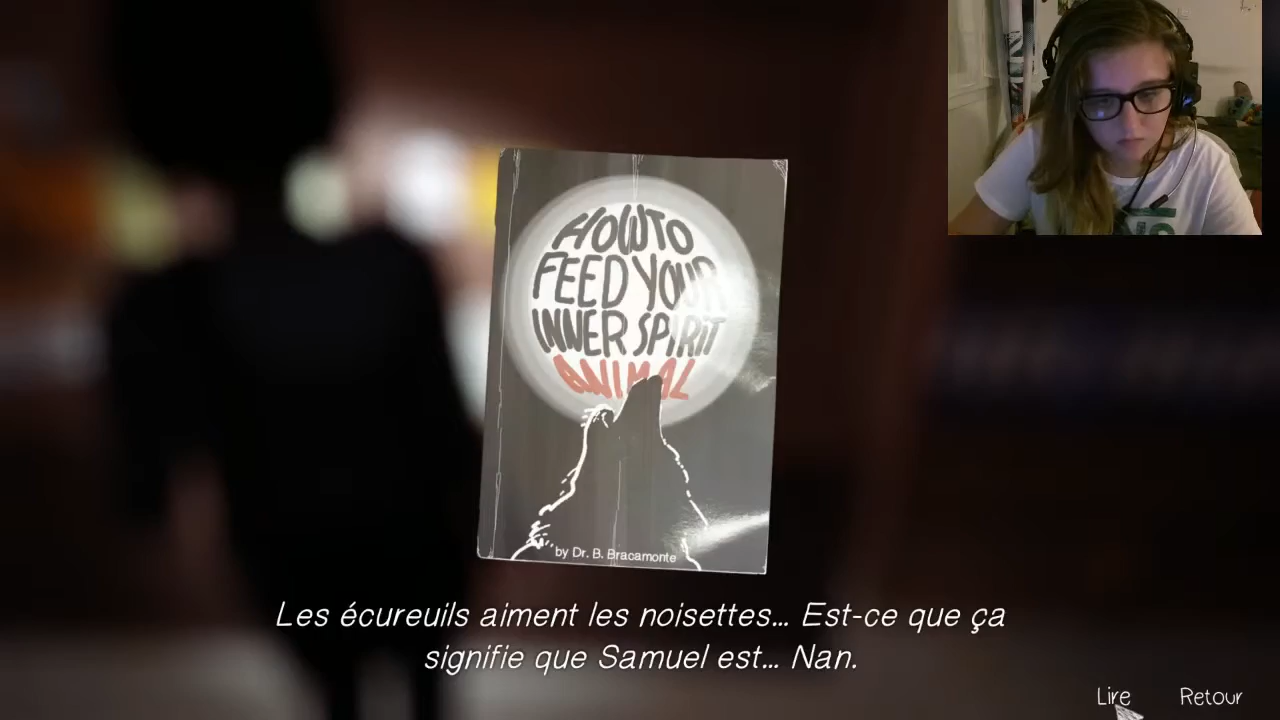 HOW TO
FEED YOUR
INNER SPIRIT
ANIMAL
by Dr. B. Bracamonte
Les écureuils aiment les noisettes... Est-ce que ça
signifie que Samuel est... Nan.
Lire Retour